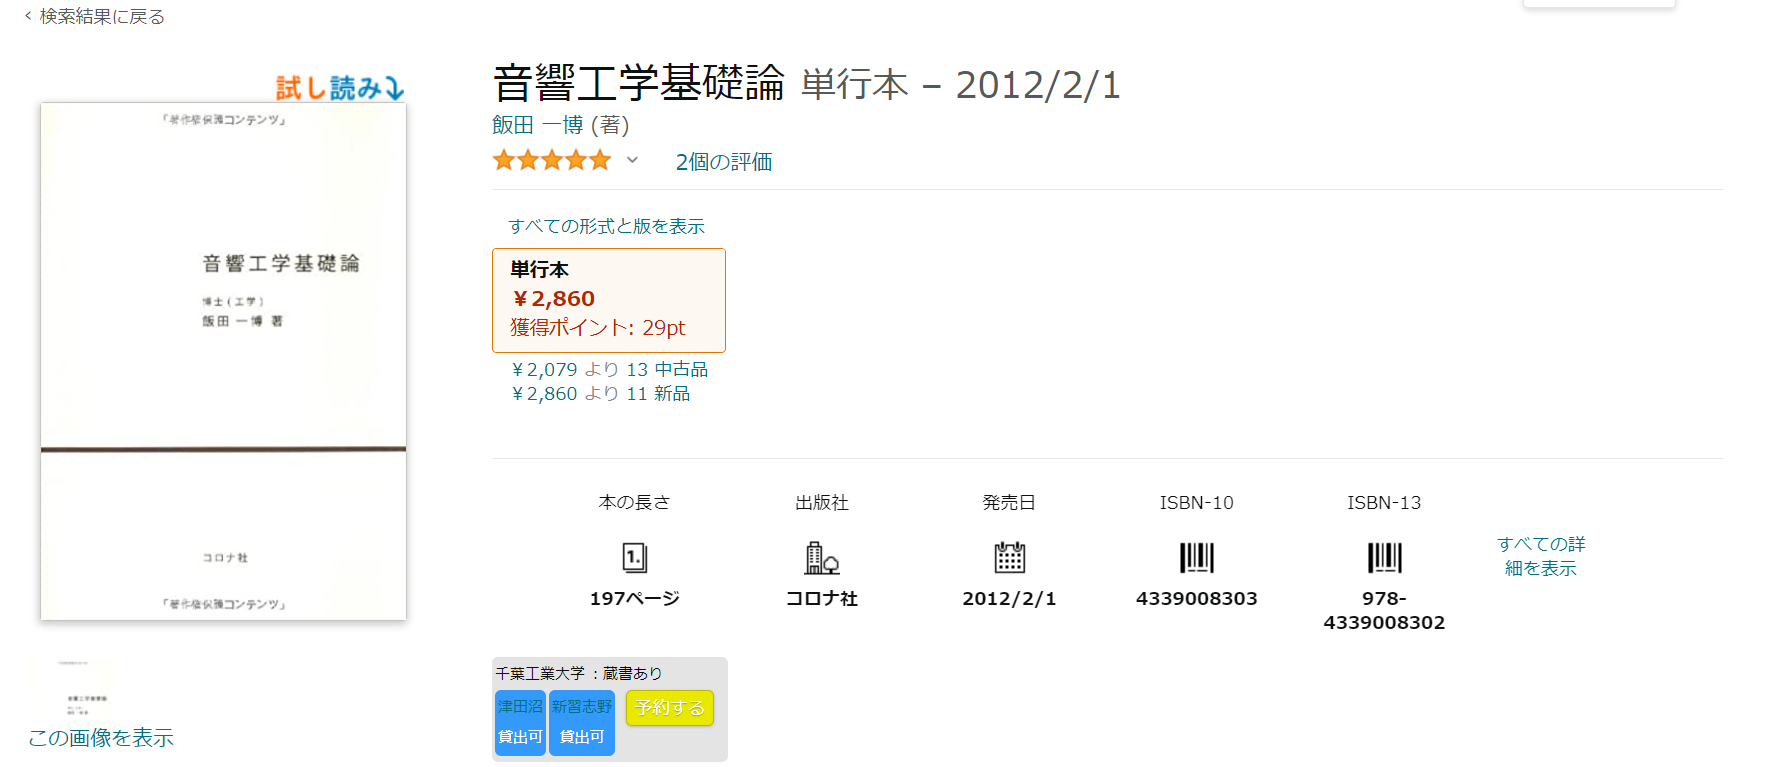 ‹ 検索結果に戻る
試し読み
「著作権保護コンテンツ」
音響工学基礎論
博士(工学)
飯田 一博 著
コロナ社
「著作権保護コンテンツ」
この画像を表示
音響工学基礎論 単行本 – 2012/2/1
飯田 一博 (著)
2個の評価
すべての形式と版を表示
単行本
￥2,860
獲得ポイント: 29pt
￥2,079 より 13 中古品
￥2,860 より 11 新品
本の長さ
1.
197ページ
出版社
コロナ社
発売日
2012/2/1
ISBN-10
4339008303
ISBN-13
978-
4339008302
すべての詳
細を表示
千葉工業大学 : 蔵書あり
津田沼
貸出可
新習志野
貸出可
予約する